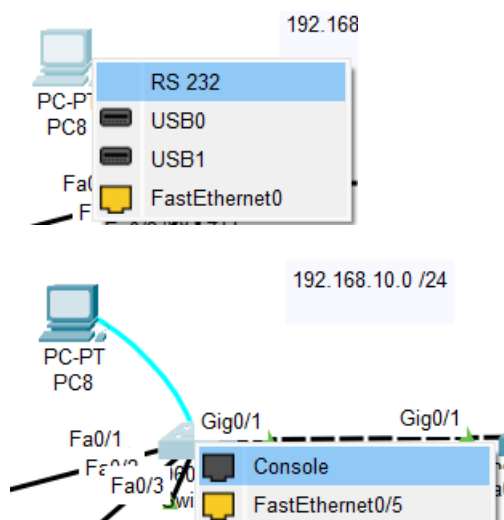 192.168
RS 232
PC-PT
PC8
USB0
USB1
FastEthernet0
192.168.10.0 /24
PC-PT
PC8
Gig0/1
Gig0/1
Fa0/1
Fa0/3
Console
FastEthernet0/5